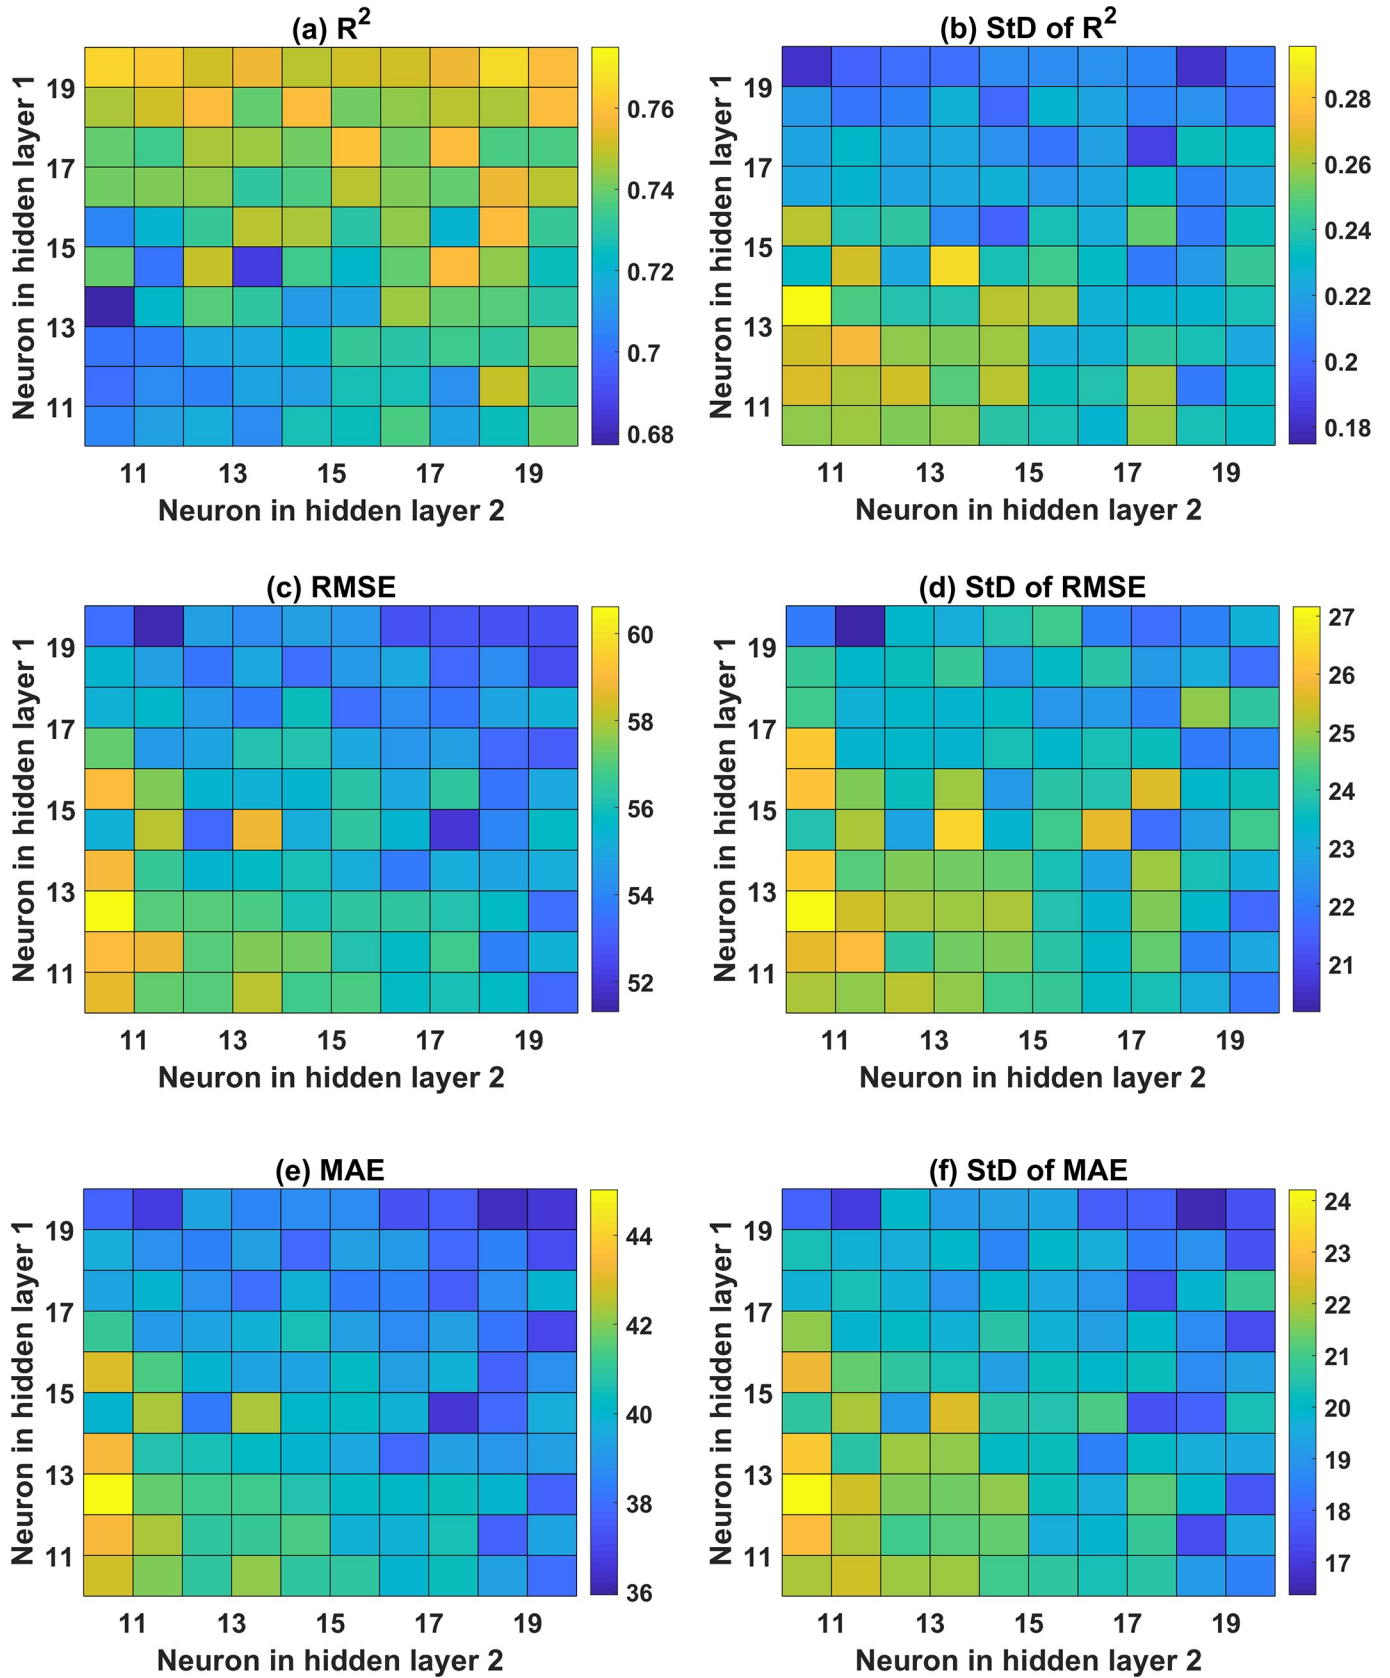 (a) R²
19
17
15
13
11
Neuron in hidden layer 1
11 13 15 17 19
Neuron in hidden layer 2
0.76
0.74
0.72
0.7
0.68
(b) StD of R²
19
17
15
13
11
Neuron in hidden layer 1
11 13 15 17 19
Neuron in hidden layer 2
0.28
0.26
0.24
0.22
0.2
0.18
(c) RMSE
19
17
15
13
11
Neuron in hidden layer 1
11 13 15 17 19
Neuron in hidden layer 2
60
58
56
54
52
(d) StD of RMSE
19
17
15
13
11
Neuron in hidden layer 1
11 13 15 17 19
Neuron in hidden layer 2
27
26
25
24
23
22
21
(e) MAE
19
17
15
13
11
Neuron in hidden layer 1
11 13 15 17 19
Neuron in hidden layer 2
44
42
40
38
36
(f) StD of MAE
19
17
15
13
11
Neuron in hidden layer 1
11 13 15 17 19
Neuron in hidden layer 2
24
23
22
21
20
19
18
17